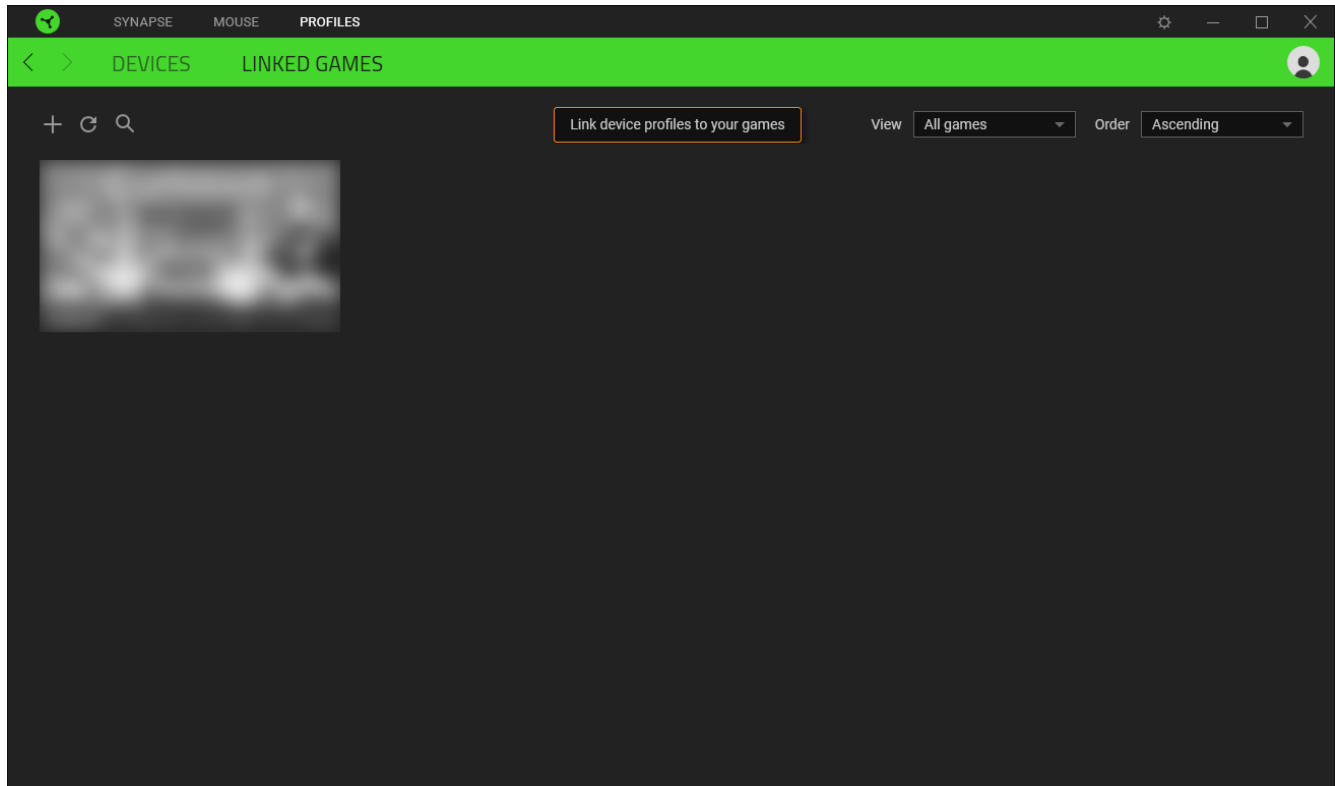 SYNAPSE MOUSE PROFILES
DEVICES LINKED GAMES
Link device profiles to your games View All games Order Ascending